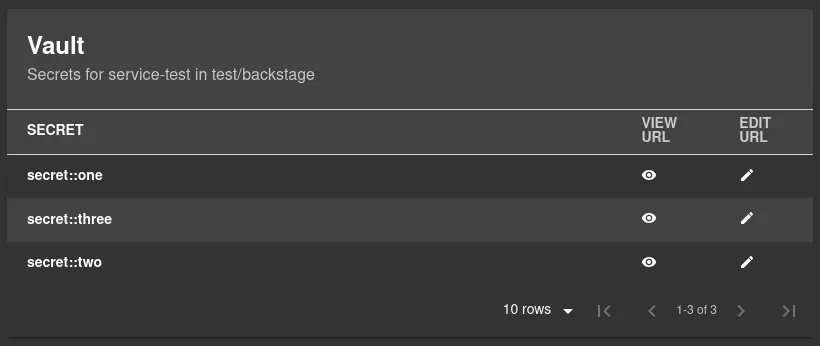 Vault
Secrets for service-test in test/backstage
SECRET VIEW URL EDIT URL
secret::one
secret::three
secret::two
10 rows 1-3 of 3